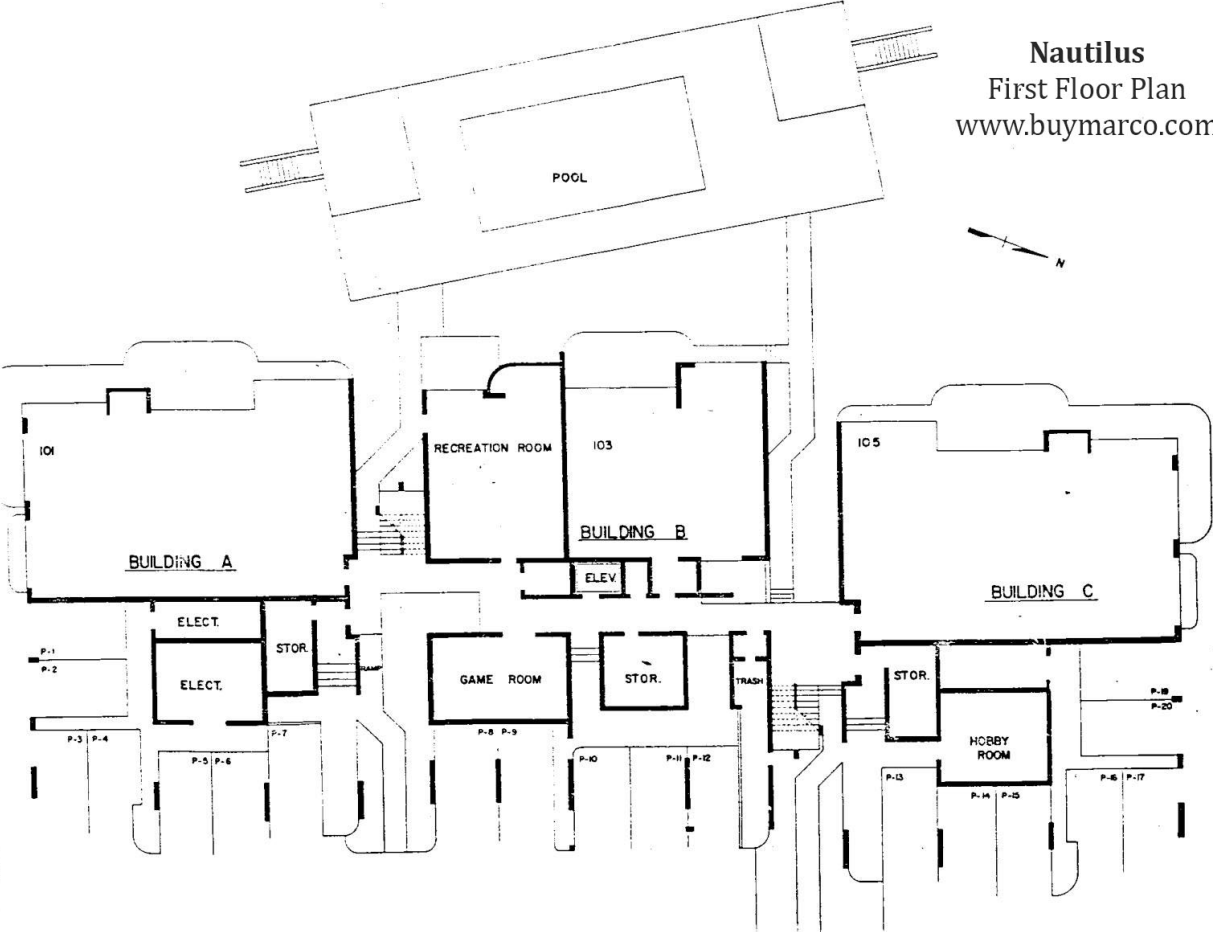 Nautilus
First Floor Plan
www.buymarco.com
POOL
N
101
RECREATION ROOM
103
105
BUILDING A
BUILDING B
ELEV.
BUILDING C
ELECT.
STOR.
ELECT.
RAMP
GAME ROOM
STOR.
TRASH
STOR.
HOBBY
ROOM
P-1
P-2
P-3 P-4
P-5 P-6
P-7
P-8 P-9
P-10
P-11 P-12
P-13
P-14 P-15
P-16 P-17
P-19
P-20